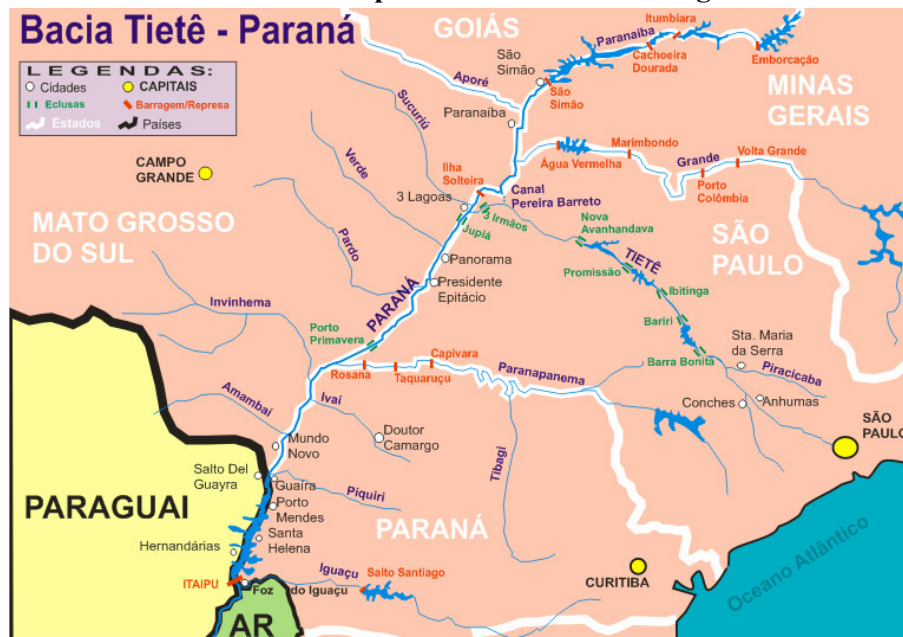 Bacia Tietê - Paraná
LEGENDAS:
Cidades
CAPITAIS
Eclusas
Barragem/Represa
Estados
Países
GOIÁS
Itumbiara
Paranaíba
Cachoeira
Dourada
Emborcação
São
Simão
São
Simão
Aporé
MINAS
GERAIS
Sucuriú
Paranaíba
Verde
Marimbondo
Volta Grande
Água Vermelha
Grande
Porto
Colômbia
CAMPO
GRANDE
Ilha
Solteira
Canal
Pereira Barreto
3 Lagoas
3 Irmãos
Jupiá
Nova
Avanhandava
MATO GROSSO
DO SUL
SÃO
PAULO
Pardo
Panorama
Presidente
Epitácio
PARANÁ
TIETÊ
Promissão
Ibitinga
Bariri
Barra Bonita
Sta. Maria
da Serra
Piracicaba
Invinhema
Porto
Primavera
Rosana
Taquaruçu
Capivara
Paranapanema
Conches
Anhumas
SÃO
PAULO
Amambaí
Ivaí
Doutor
Camargo
Mundo
Novo
Tibagi
Salto Del
Guayra
Guaíra
Porto
Mendes
Santa
Helena
Piquiri
PARAGUAI
PARANÁ
Hernandárias
ITAIPU
Foz do Iguaçu
Iguaçu
Salto Santiago
CURITIBA
Oceano Atlântico
AR